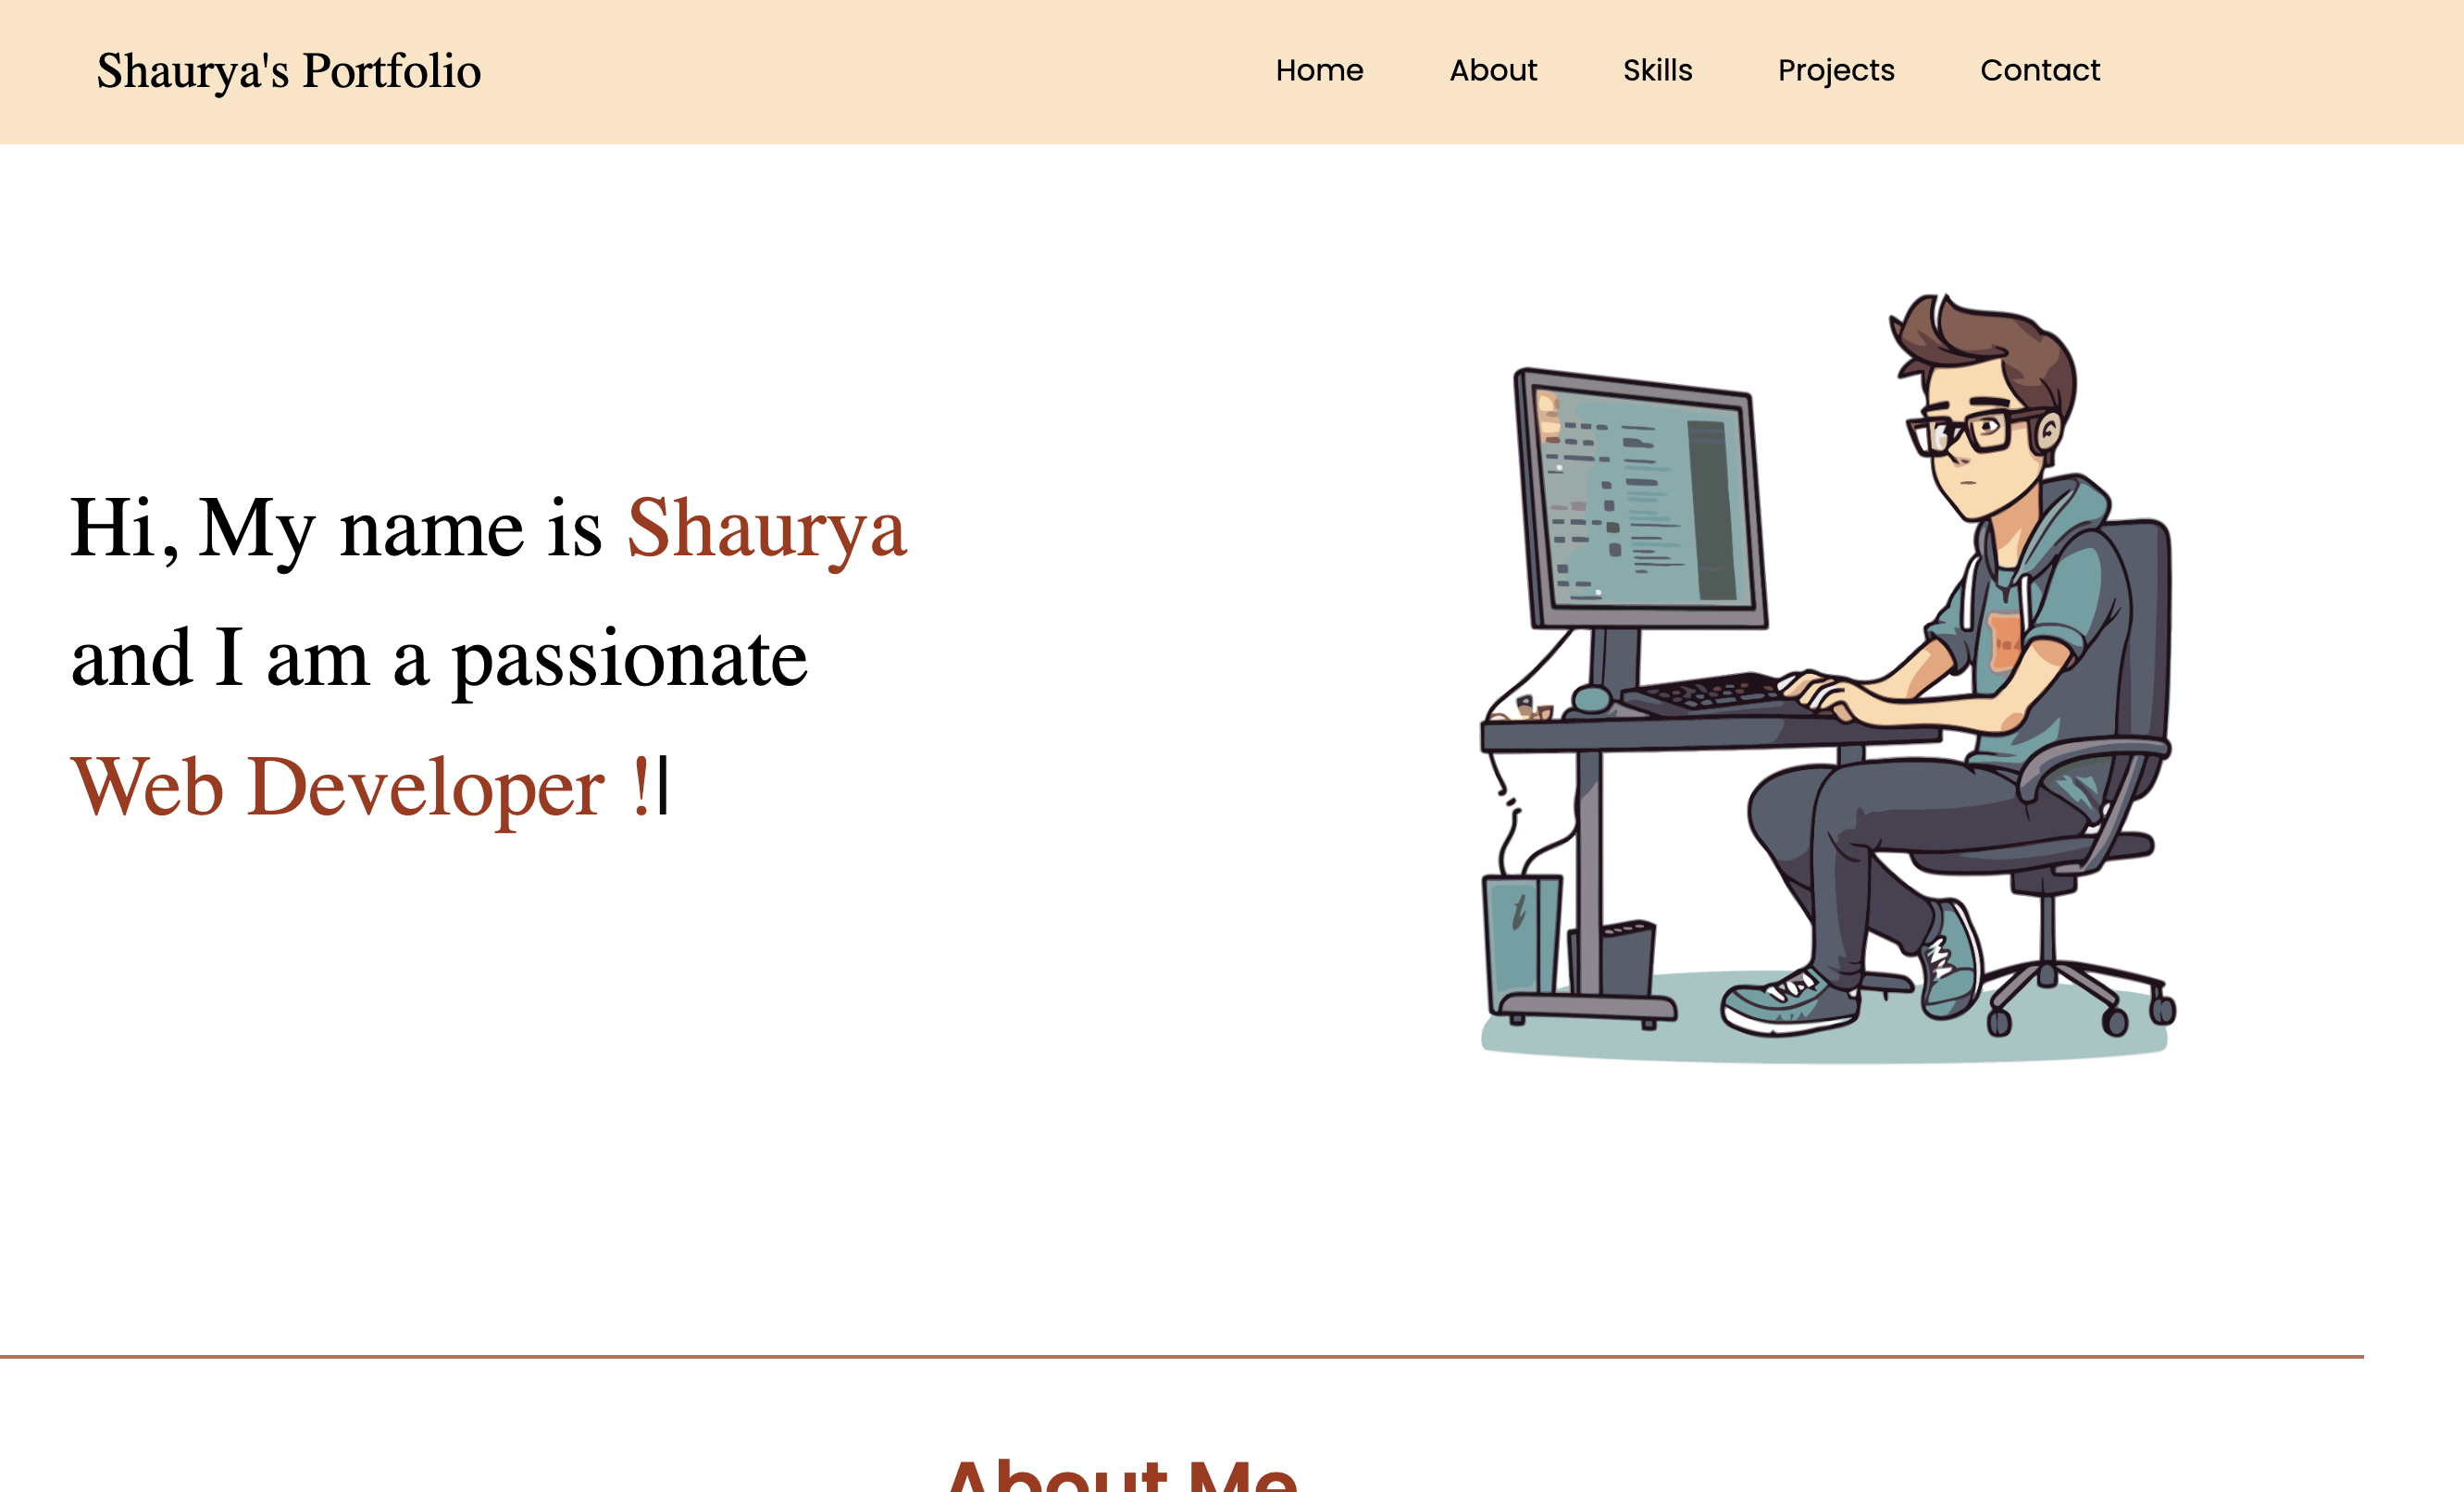 Shaurya's Portfolio
Home About Skills Projects Contact
Hi, My name is Shaurya
and I am a passionate
Web Developer !|
About Me